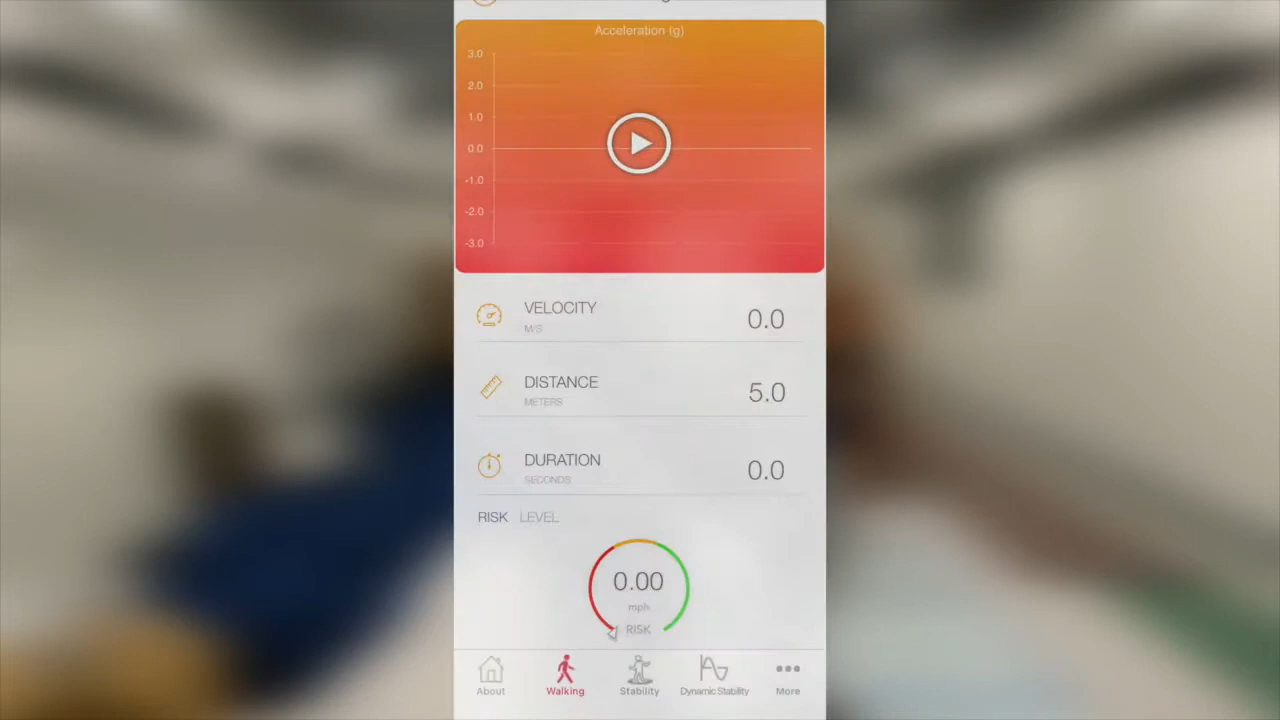 Acceleration (g)
3.0
2.0
1.0
0.0
-1.0
-2.0
-3.0
VELOCITY
M/S
0.0
DISTANCE
METERS
5.0
DURATION
SECONDS
0.0
RISK LEVEL
0.00
mph
RISK
About Walking Stability Dynamic Stability More